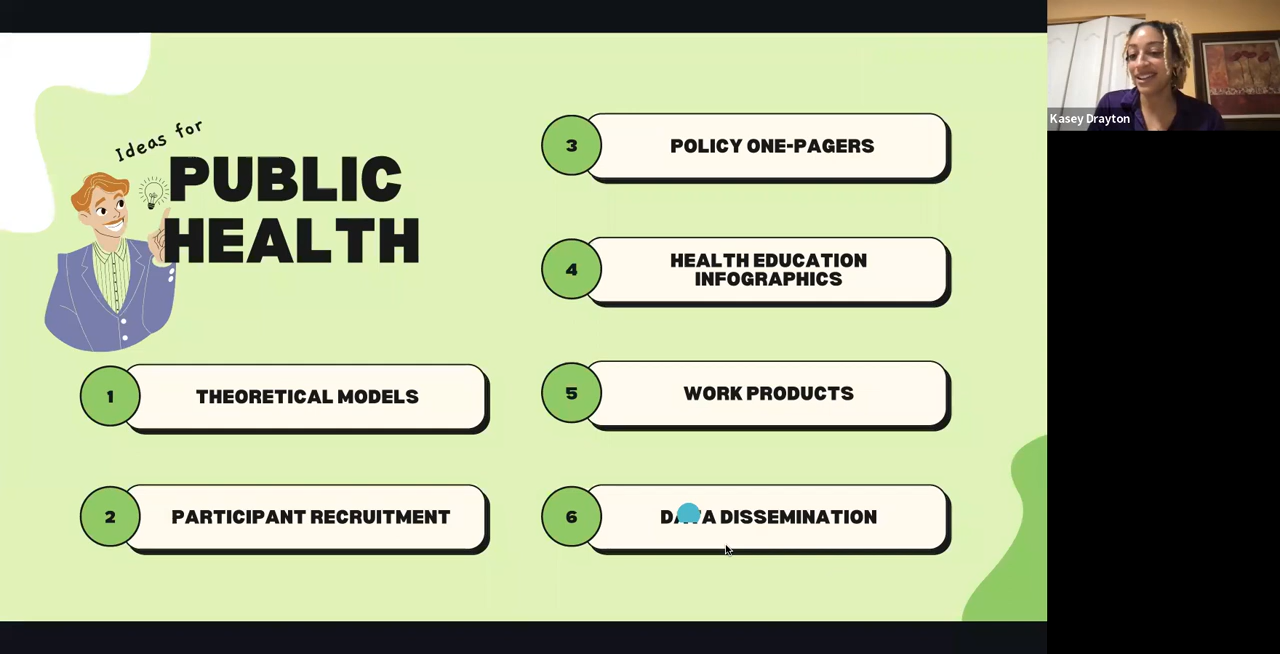 Ideas for
PUBLIC
HEALTH
1
THEORETICAL MODELS
2
PARTICIPANT RECRUITMENT
3
POLICY ONE-PAGERS
4
HEALTH EDUCATION
INFOGRAPHICS
5
WORK PRODUCTS
6
DATA DISSEMINATION
Kasey Drayton